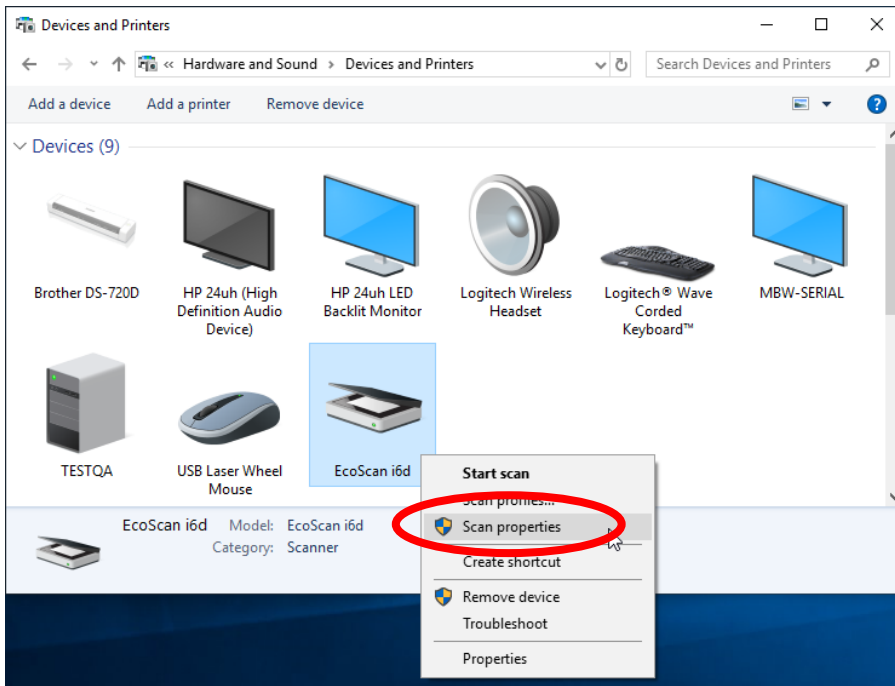 Devices and Printers
« Hardware and Sound › Devices and Printers
Search Devices and Printers
Add a device Add a printer Remove device
Devices (9)
Brother DS-720D
HP 24uh (High
Definition Audio
Device)
HP 24uh LED
Backlit Monitor
Logitech Wireless
Headset
Logitech® Wave
Corded
Keyboard™
MBW-SERIAL
TESTQA
USB Laser Wheel
Mouse
EcoScan i6d
Start scan
Scan profiles...
Scan properties
Create shortcut
Remove device
Troubleshoot
Properties
EcoScan i6d Model: EcoScan i6d
Category: Scanner